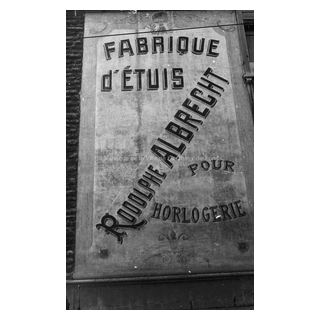 FABRIQUE
D'ÉTUIS
RODOLPHE ALBRECHT
POUR
HORLOGERIE